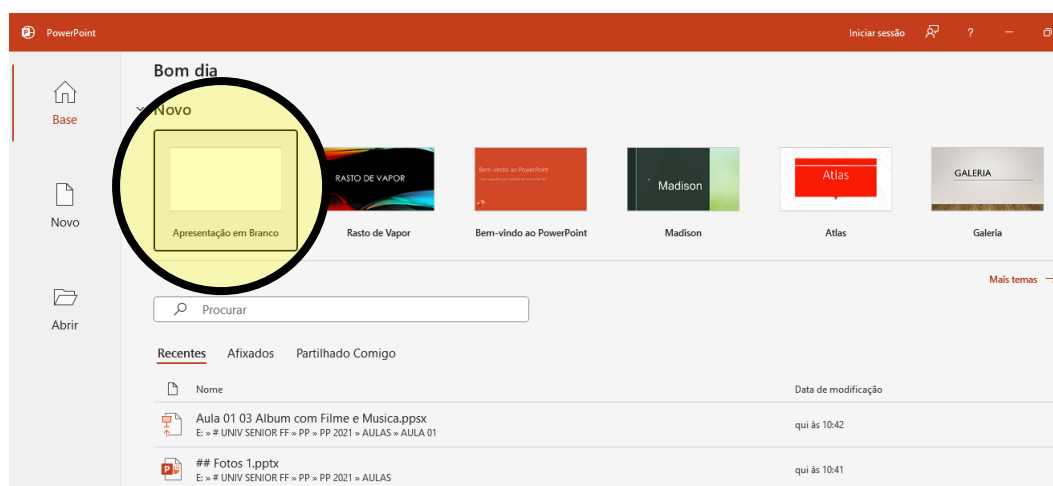 PowerPoint
Iniciar sessão
?
Bom dia
Base
Novo
RASTO DE VAPOR
Bem-vindo ao PowerPoint
Madison
Atlas
GALERIA
Novo
Apresentação em Branco
Rasto de Vapor
Bem-vindo ao PowerPoint
Madison
Atlas
Galeria
Mais temas
Abrir
Procurar
Recentes Afixados Partilhado Comigo
Nome Data de modificação
Aula 01 03 Album com Filme e Musica.ppsx
E: » # UNIV SENIOR FF » PP » PP 2021 » AULAS » AULA 01
qui às 10:42
## Fotos 1.pptx
E: » # UNIV SENIOR FF » PP » PP 2021 » AULAS
qui às 10:41